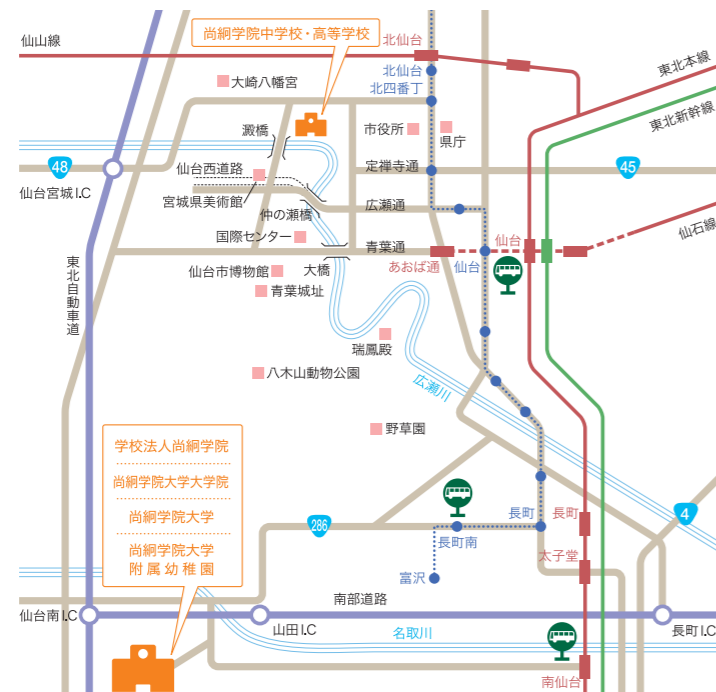 尚絅学院中学校・高等学校
仙山線
北仙台
北仙台
北四番丁
東北本線
東北新幹線
大崎八幡宮
澱橋
市役所
県庁
48
仙台宮城I.C
仙台西道路
定禅寺通
45
宮城県美術館
仲の瀬橋
広瀬通
仙石線
国際センター
青葉通
仙台
あおば通
仙台
東北自動車道
仙台市博物館
大橋
青葉城址
瑞鳳殿
広瀬川
八木山動物公園
野草園
学校法人尚絅学院
尚絅学院大学大学院
尚絅学院大学
尚絅学院大学
附属幼稚園
286
長町南
長町
長町
4
太子堂
富沢
仙台南I.C
南部道路
山田I.C
名取川
長町I.C
南仙台